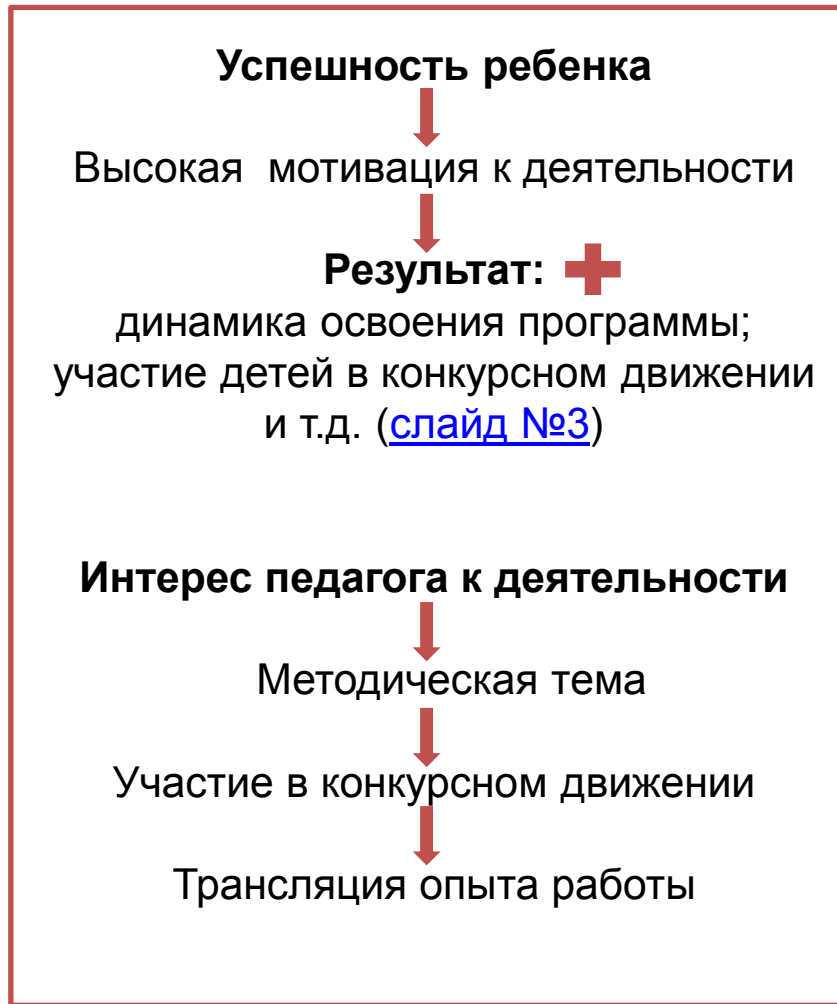 Успешность ребенка
Высокая мотивация к деятельности
Результат:
динамика освоения программы;
участие детей в конкурсном движении
и т.д. (слайд №3)
Интерес педагога к деятельности
Методическая тема
Участие в конкурсном движении
Трансляция опыта работы